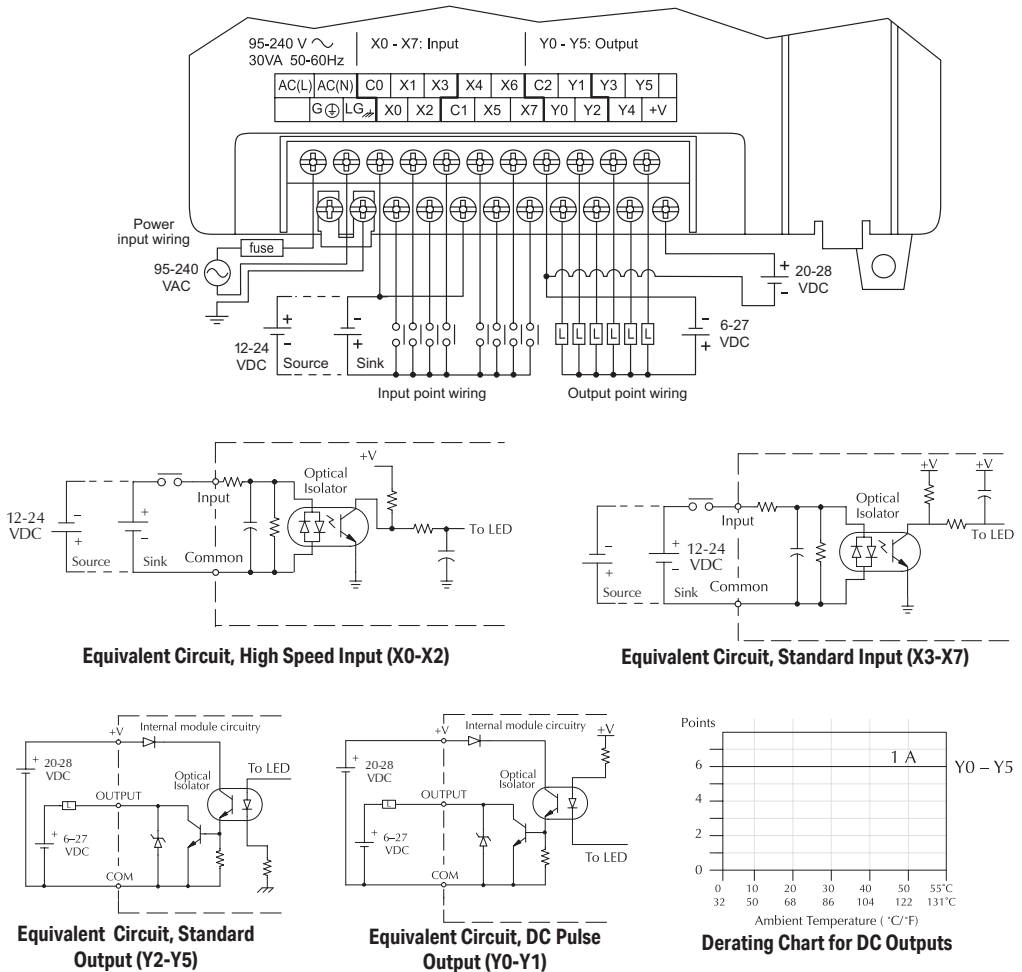 95-240 V
30VA 50-60Hz
X0 - X7: Input
Y0 - Y5: Output
AC(L) AC(N) C0 X1 X3 X4 X6 C2 Y1 Y3 Y5
G LG X0 X2 C1 X5 X7 Y0 Y2 Y4 +V
Power
input wiring
fuse
95-240
VAC
+
-
20-28
VDC
12-24
VDC
+
-
Source
-
+
Sink
L L L L L L
-
+
6-27
VDC
Input point wiring
Output point wiring
12-24
VDC
-
+
Source
+
-
Sink
Input
Common
Optical
Isolator
+V
To LED
Equivalent Circuit, High Speed Input (X0-X2)
-
+
Source
+
-
Sink
12-24
VDC
Input
Common
Optical
Isolator
+V
+V
To LED
Equivalent Circuit, Standard Input (X3-X7)
+V
Internal module circuitry
+
20-28
VDC
Optical
Isolator
To LED
OUTPUT
L
+
6–27
VDC
COM
Equivalent Circuit, Standard
Output (Y2-Y5)
+V
Internal module circuitry
+V
+
20-28
VDC
Optical
Isolator
OUTPUT
L
+
6–27
VDC
To LED
COM
Equivalent Circuit, DC Pulse
Output (Y0-Y1)
Points
6
4
2
0
1 A
Y0 – Y5
0 10 20 30 40 50 55˚C
32 50 68 86 104 122 131˚C
Ambient Temperature ( ˚C/˚F)
Derating Chart for DC Outputs